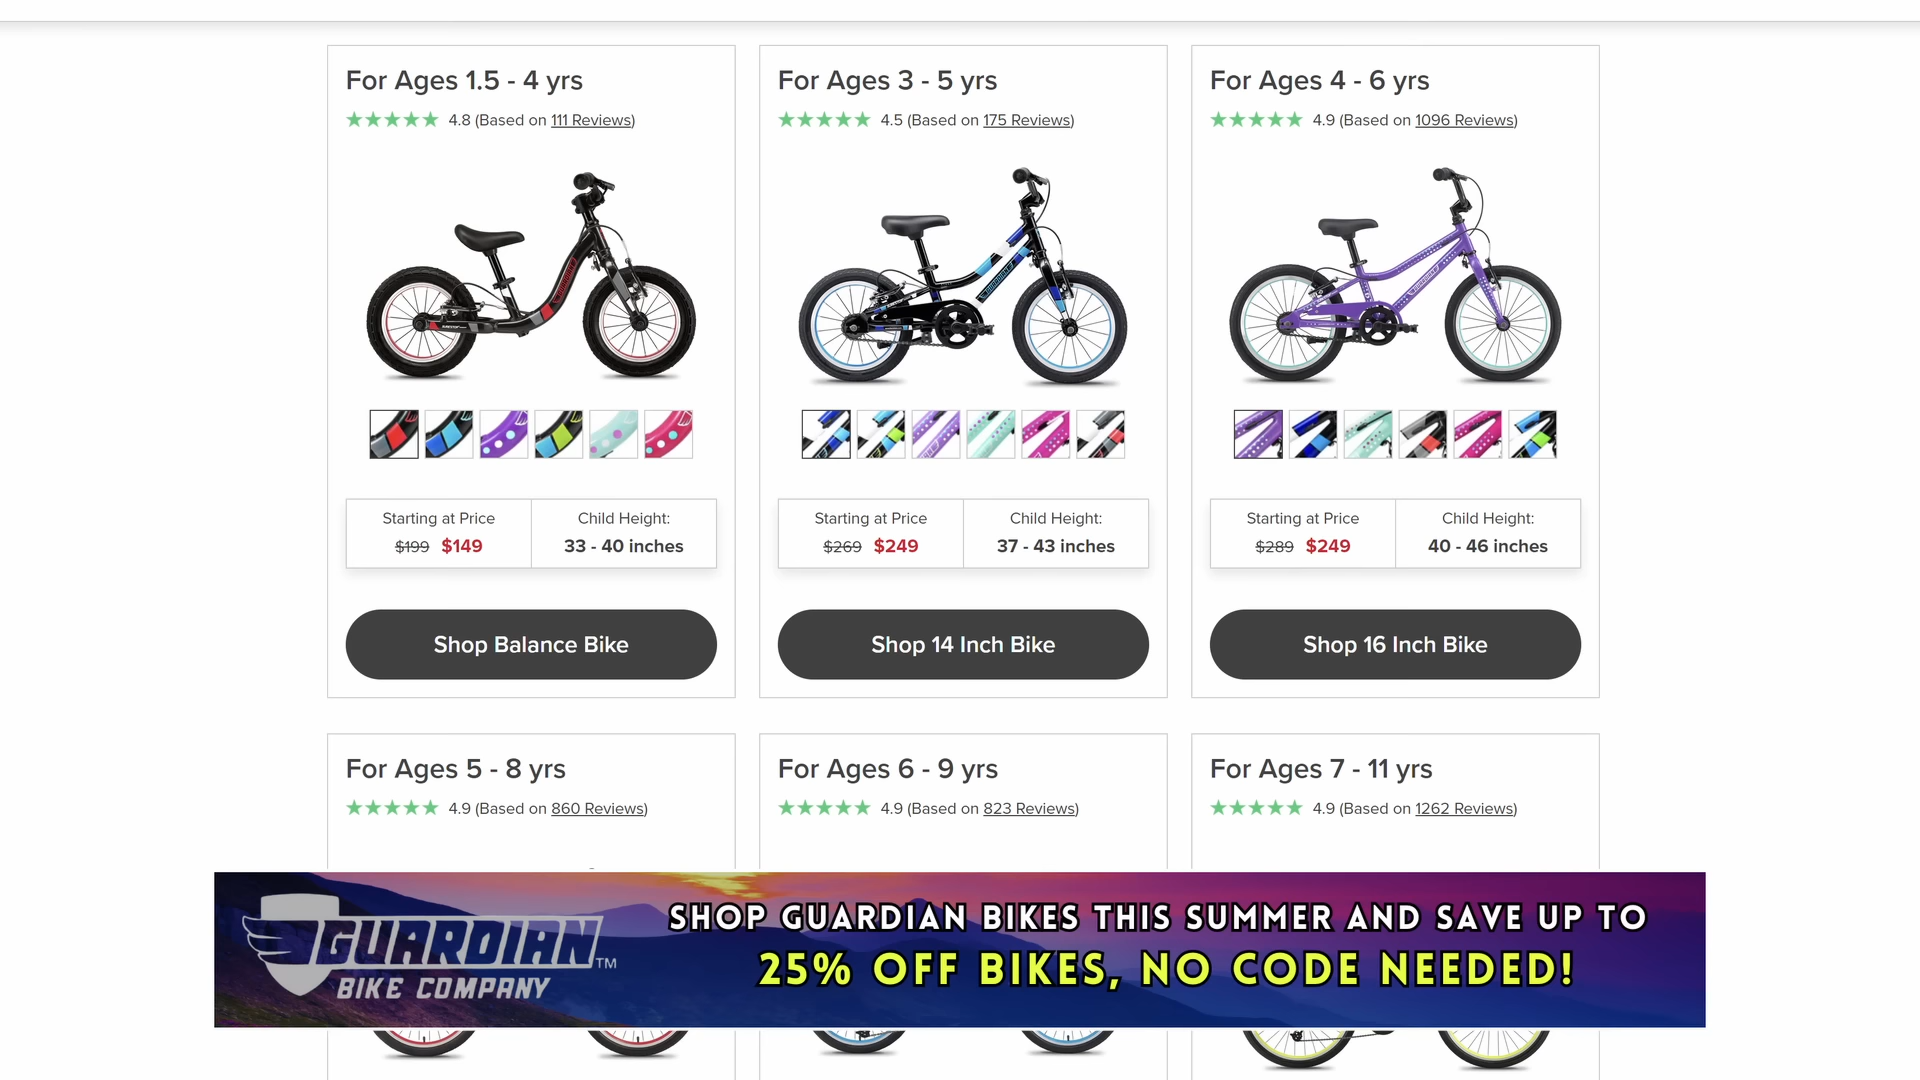 For Ages 1.5 - 4 yrs
4.8 (Based on 111 Reviews)
Starting at Price
$199 $149
Child Height:
33 - 40 inches
Shop Balance Bike
For Ages 3 - 5 yrs
4.5 (Based on 175 Reviews)
Starting at Price
$269 $249
Child Height:
37 - 43 inches
Shop 14 Inch Bike
For Ages 4 - 6 yrs
4.9 (Based on 1096 Reviews)
Starting at Price
$289 $249
Child Height:
40 - 46 inches
Shop 16 Inch Bike
For Ages 5 - 8 yrs
4.9 (Based on 860 Reviews)
For Ages 6 - 9 yrs
4.9 (Based on 823 Reviews)
For Ages 7 - 11 yrs
4.9 (Based on 1262 Reviews)
GUARDIAN™
BIKE COMPANY
SHOP GUARDIAN BIKES THIS SUMMER AND SAVE UP TO
25% OFF BIKES, NO CODE NEEDED!